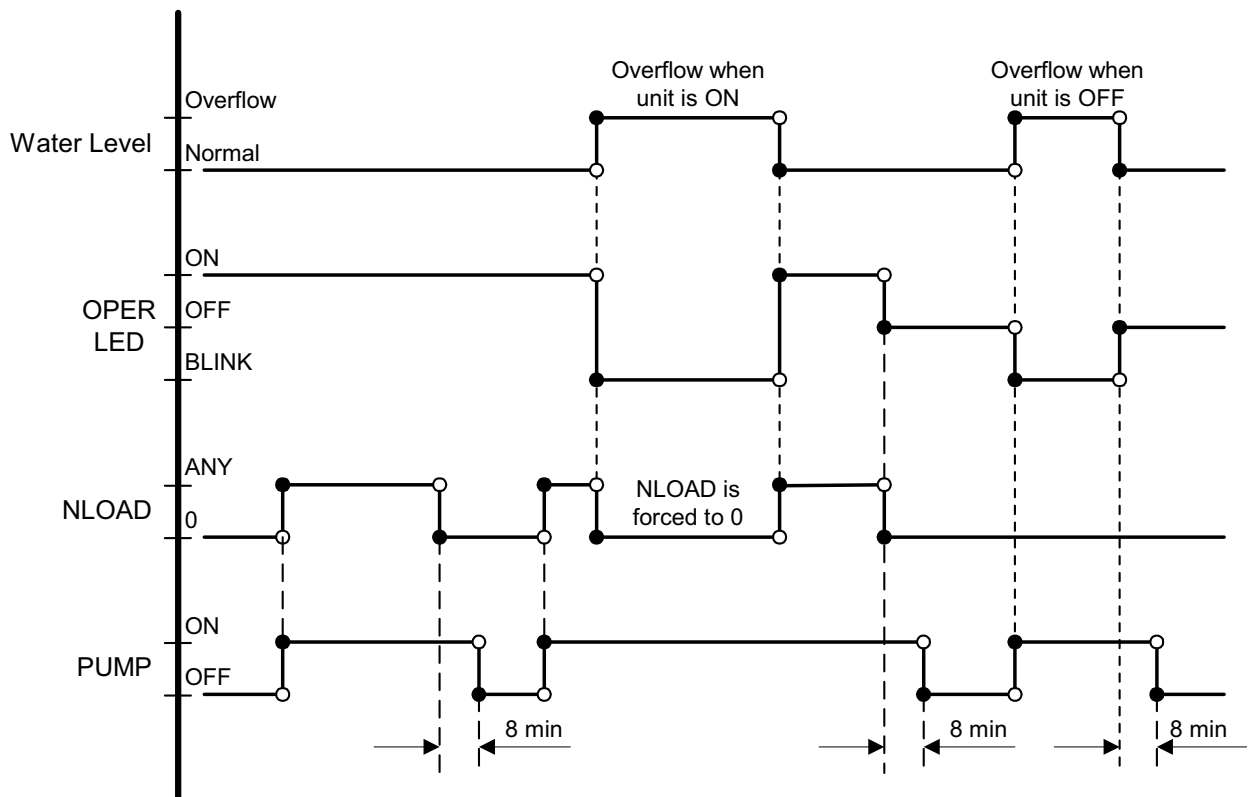 Overflow when
unit is ON
Overflow when
unit is OFF
Overflow
Water Level
Normal
ON
OPER
LED
OFF
BLINK
ANY
NLOAD
0
NLOAD is
forced to 0
ON
PUMP
OFF
8 min
8 min
8 min